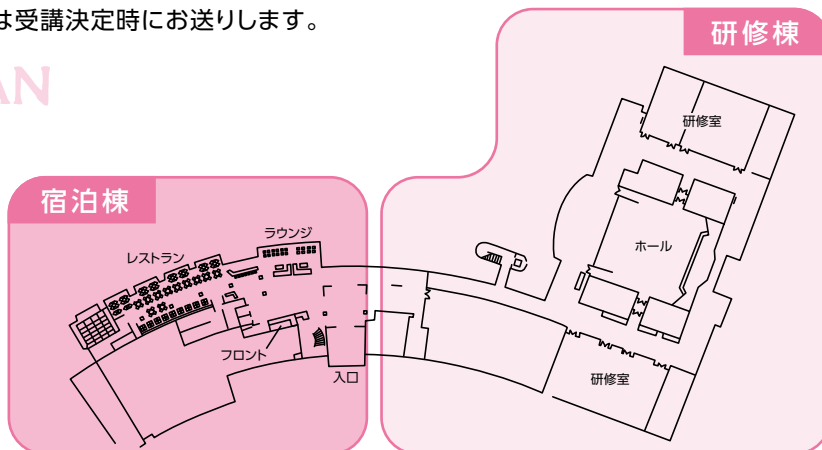 は受講決定時にお送りします。
AN
研修棟
研修室
宿泊棟
ラウンジ
レストラン
ホール
フロント
入口
研修室